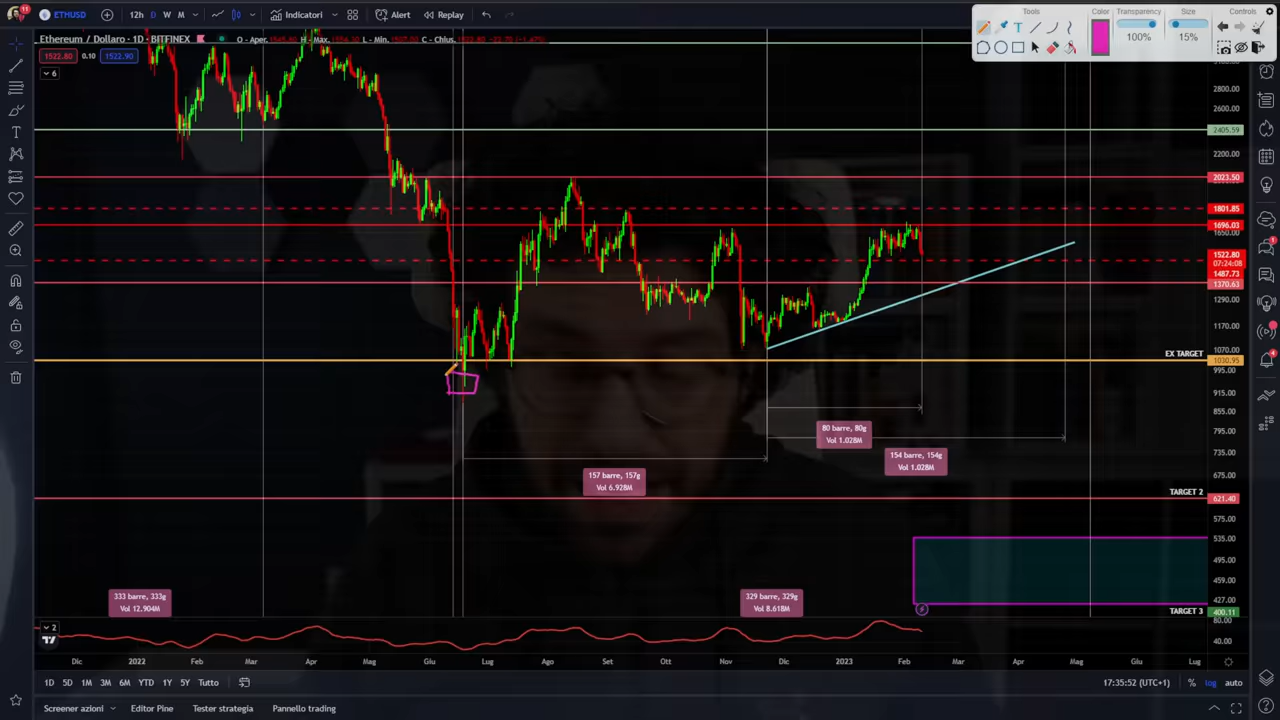 11
ETHUSD
12h D W M
Indicatori
Alert
Replay
Tools
Color
Transparency
100%
Size
15%
Controls
Ethereum / Dollaro · 1D · BITFINEX
O - Aper.
H - Max.
L - Min.
C - Chius.
1522.80
0.10
1522.90
6
2800.00
2600.00
2405.59
2200.00
2023.50
1801.85
1696.03
1650.00
1522.80
07:24:08
1487.73
1370.63
1290.00
1170.00
1070.00
EX TARGET
1030.95
995.00
915.00
855.00
795.00
735.00
675.00
80 barre, 80g
Vol 1.028M
154 barre, 154g
Vol 1.028M
157 barre, 157g
Vol 6.928M
TARGET 2
621.40
575.00
535.00
495.00
459.00
427.00
TARGET 3
400.11
333 barre, 333g
Vol 12.904M
329 barre, 329g
Vol 8.618M
2
80.00
40.00
Dic 2022 Feb Mar Apr Mag Giu Lug Ago Set Ott Nov Dic 2023 Feb Mar Apr Mag Giu Lug
1D 5D 1M 3M 6M YTD 1Y 5Y Tutto
17:35:52 (UTC+1)
% log auto
Screener azioni
Editor Pine
Tester strategia
Pannello trading